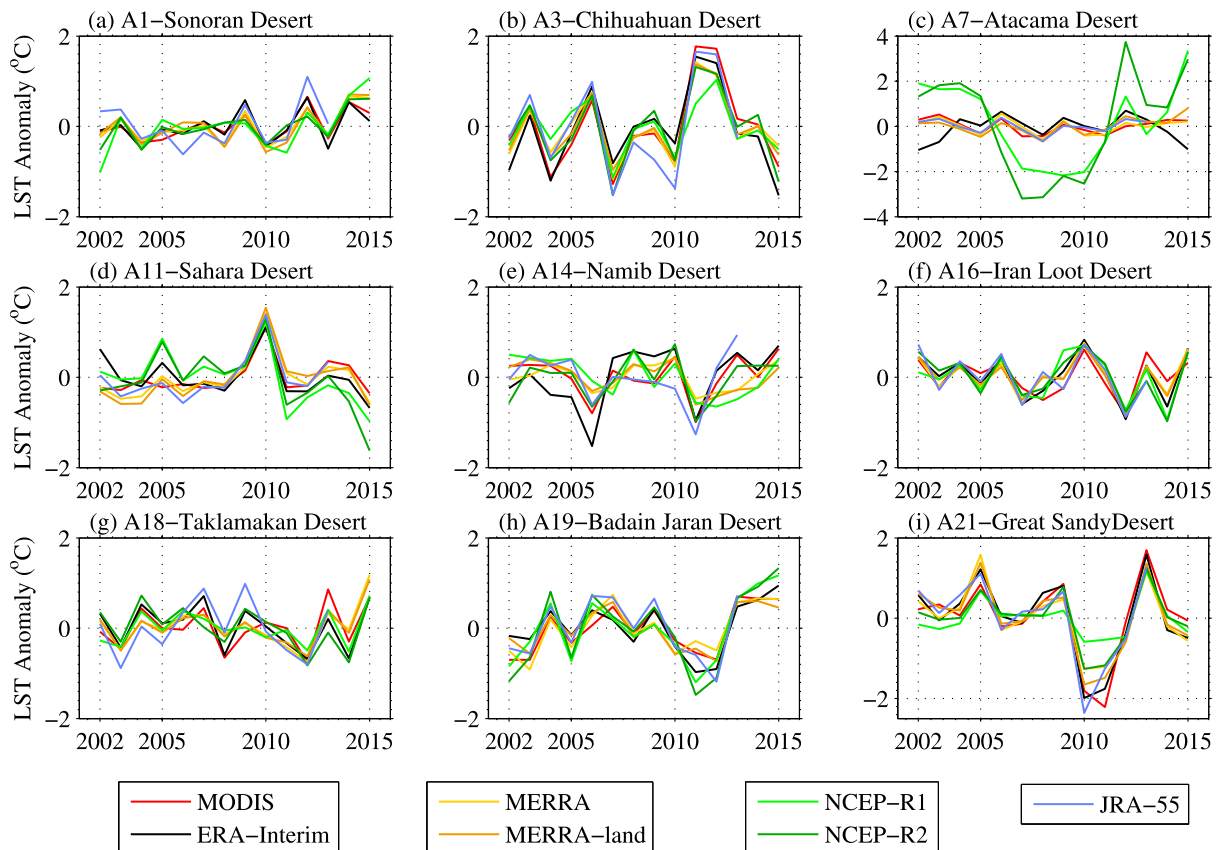 (a) A1−Sonoran Desert
(b) A3−Chihuahuan Desert
(c) A7−Atacama Desert
LST Anomaly (°C)
2
0
−2
2002 2005 2010 2015
2
0
−2
2002 2005 2010 2015
4
2
0
−2
−4
2002 2005 2010 2015
(d) A11−Sahara Desert
(e) A14−Namib Desert
(f) A16−Iran Loot Desert
LST Anomaly (°C)
2
0
−2
2002 2005 2010 2015
2
0
−2
2002 2005 2010 2015
2
0
−2
2002 2005 2010 2015
(g) A18−Taklamakan Desert
(h) A19−Badain Jaran Desert
(i) A21−Great SandyDesert
LST Anomaly (°C)
2
0
−2
2002 2005 2010 2015
2
0
−2
2002 2005 2010 2015
2
0
−2
2002 2005 2010 2015
MODIS
ERA−Interim
MERRA
MERRA−land
NCEP−R1
NCEP−R2
JRA−55